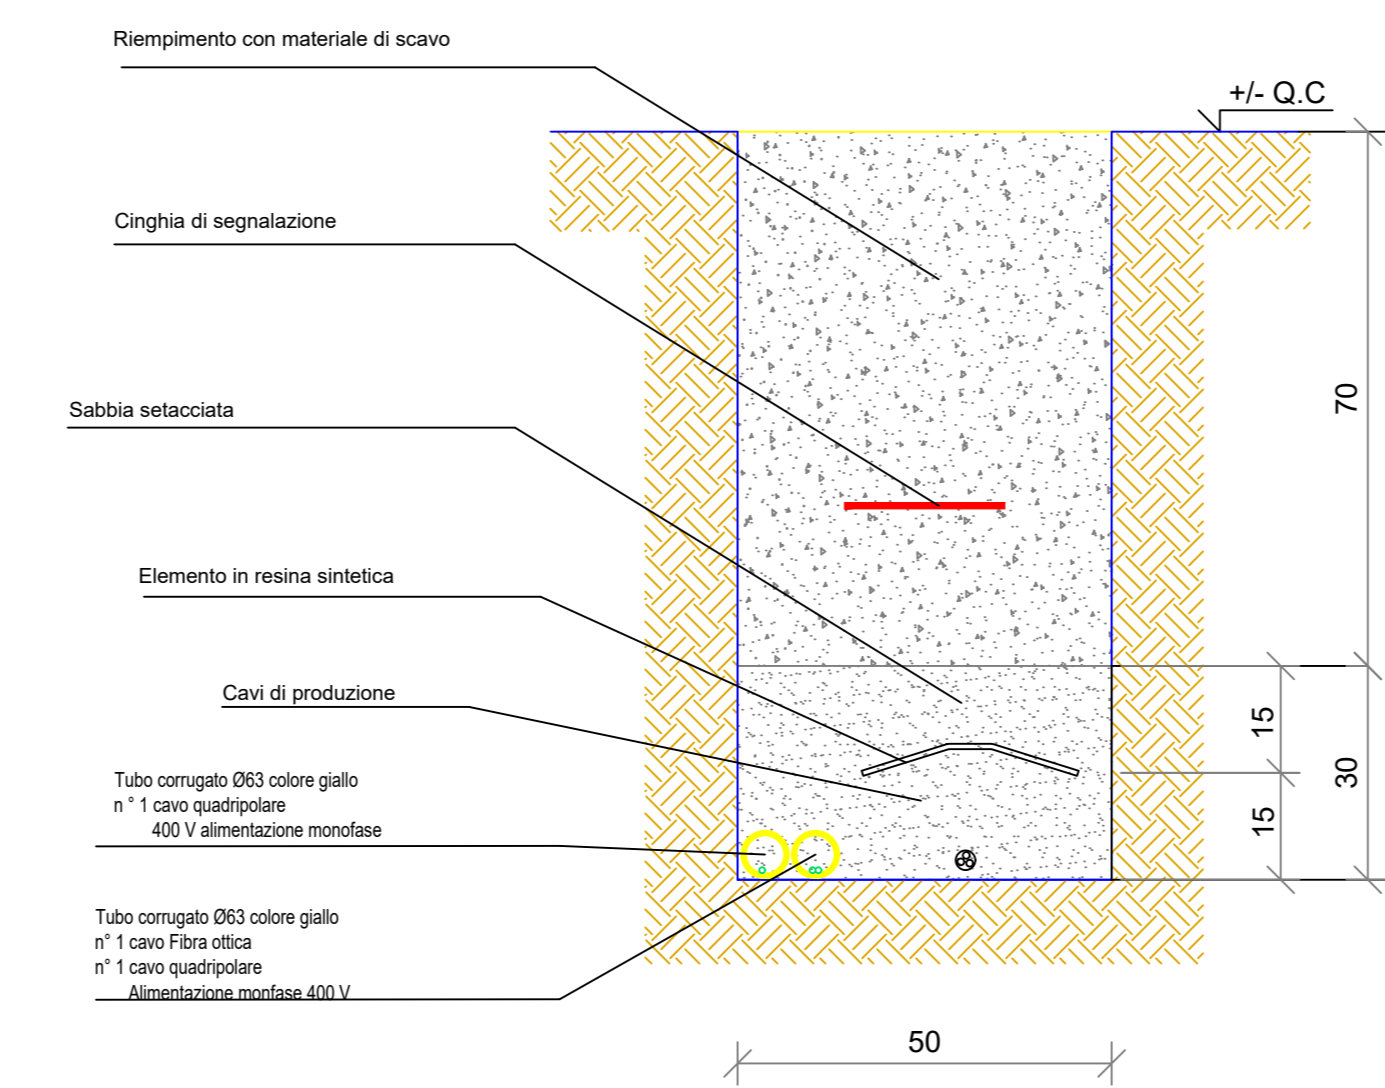 Riempimento con materiale di scavo
+/- Q.C
Cinghia di segnalazione
70
Sabbia setacciata
Elemento in resina sintetica
Cavi di produzione
15
30
15
Tubo corrugato Ø63 colore giallo
n ° 1 cavo quadripolare
400 V alimentazione monofase
Tubo corrugato Ø63 colore giallo
n° 1 cavo Fibra ottica
n° 1 cavo quadripolare
Alimentazione monfase 400 V
50